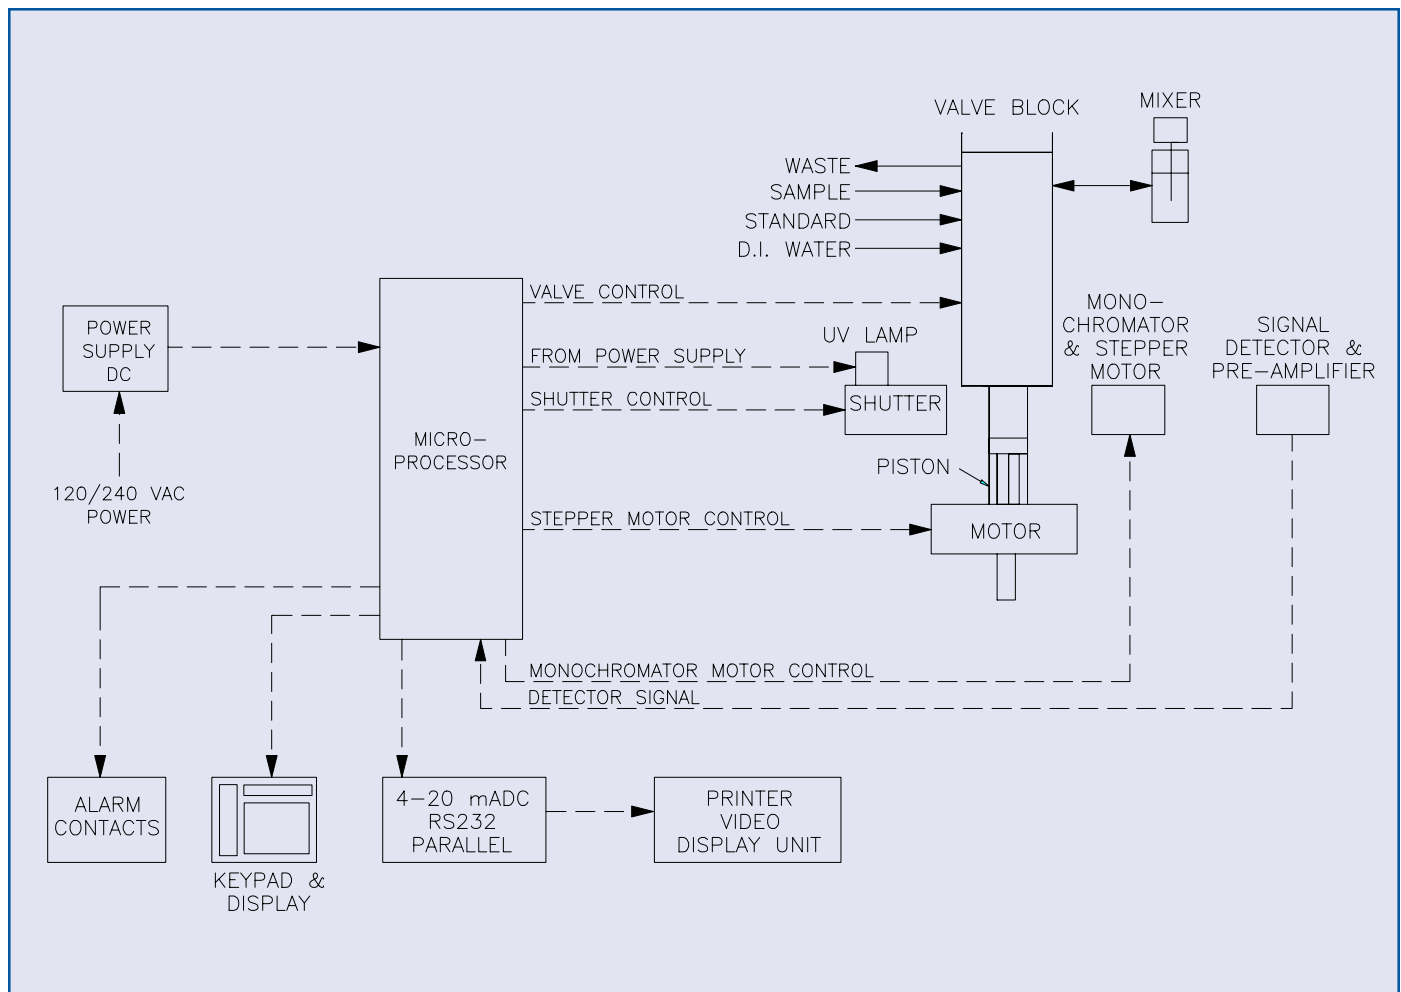 VALVE BLOCK
MIXER
WASTE
SAMPLE
STANDARD
D.I. WATER
VALVE CONTROL
MONO-
CHROMATOR
& STEPPER
MOTOR
SIGNAL
DETECTOR &
PRE-AMPLIFIER
POWER
SUPPLY
DC
UV LAMP
FROM POWER SUPPLY
SHUTTER CONTROL
SHUTTER
MICRO-
PROCESSOR
PISTON
120/240 VAC
POWER
STEPPER MOTOR CONTROL
MOTOR
MONOCHROMATOR MOTOR CONTROL
DETECTOR SIGNAL
ALARM
CONTACTS
KEYPAD &
DISPLAY
4-20 mADC
RS232
PARALLEL
PRINTER
VIDEO
DISPLAY UNIT